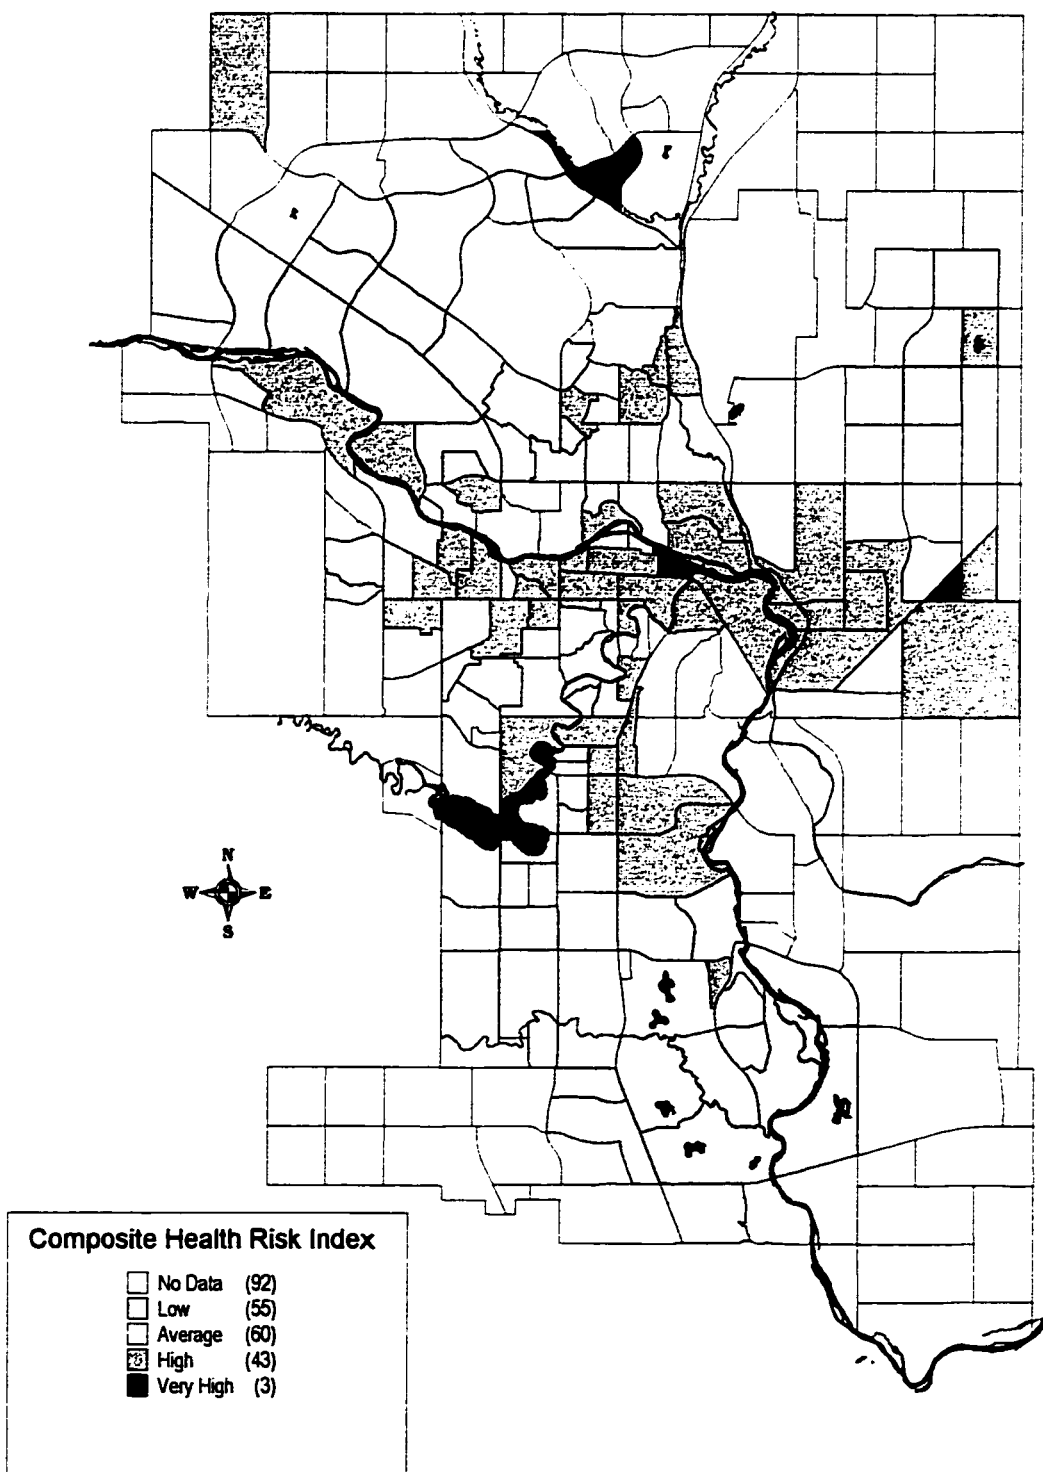 N
W E
S
Composite Health Risk Index
No Data (92)
Low (55)
Average (60)
High (43)
Very High (3)